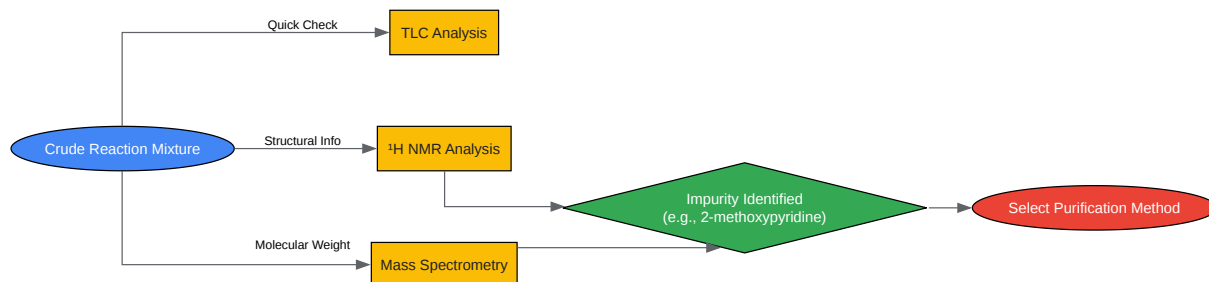 Quick Check
TLC Analysis
Crude Reaction Mixture
Structural Info
¹H NMR Analysis
Impurity Identified
(e.g., 2-methoxypyridine)
Select Purification Method
Molecular Weight
Mass Spectrometry